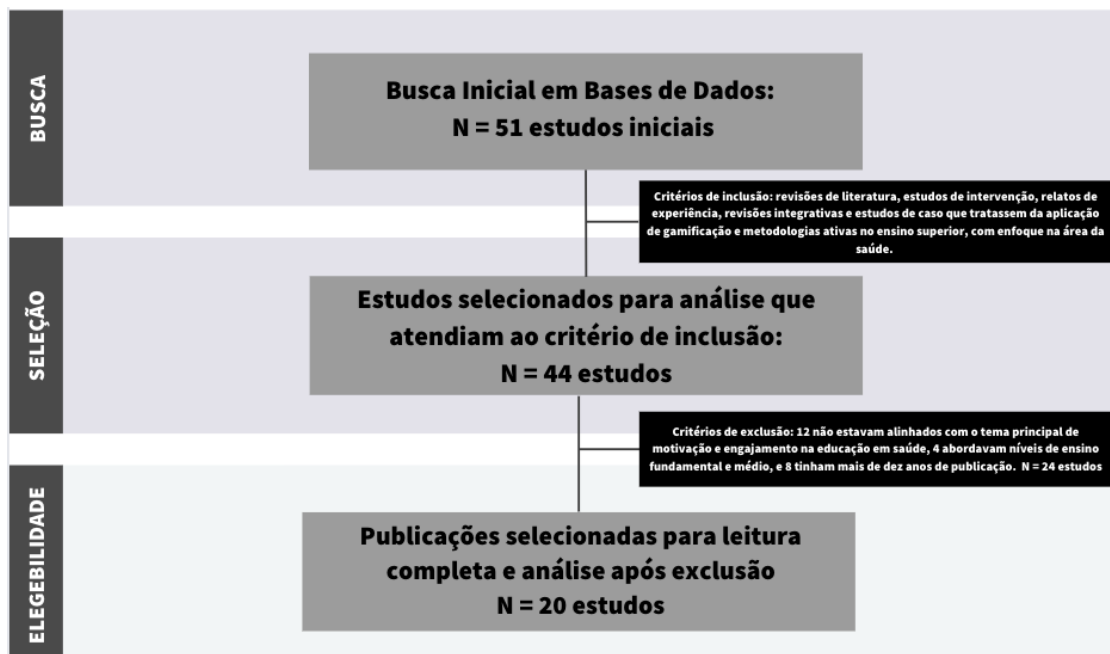 BUSCA
Busca Inicial em Bases de Dados:
N = 51 estudos iniciais
Critérios de inclusão: revisões de literatura, estudos de intervenção, relatos de
experiência, revisões integrativas e estudos de caso que tratassem da aplicação
de gamificação e metodologias ativas no ensino superior, com enfoque na área da
saúde.
SELEÇÃO
Estudos selecionados para análise que
atendiam ao critério de inclusão:
N = 44 estudos
Critérios de exclusão: 12 não estavam alinhados com o tema principal de
motivação e engajamento na educação em saúde, 4 abordavam níveis de ensino
fundamental e médio, e 8 tinham mais de dez anos de publicação.  N = 24 estudos
ELEGEBILIDADE
Publicações selecionadas para leitura
completa e análise após exclusão
N = 20 estudos